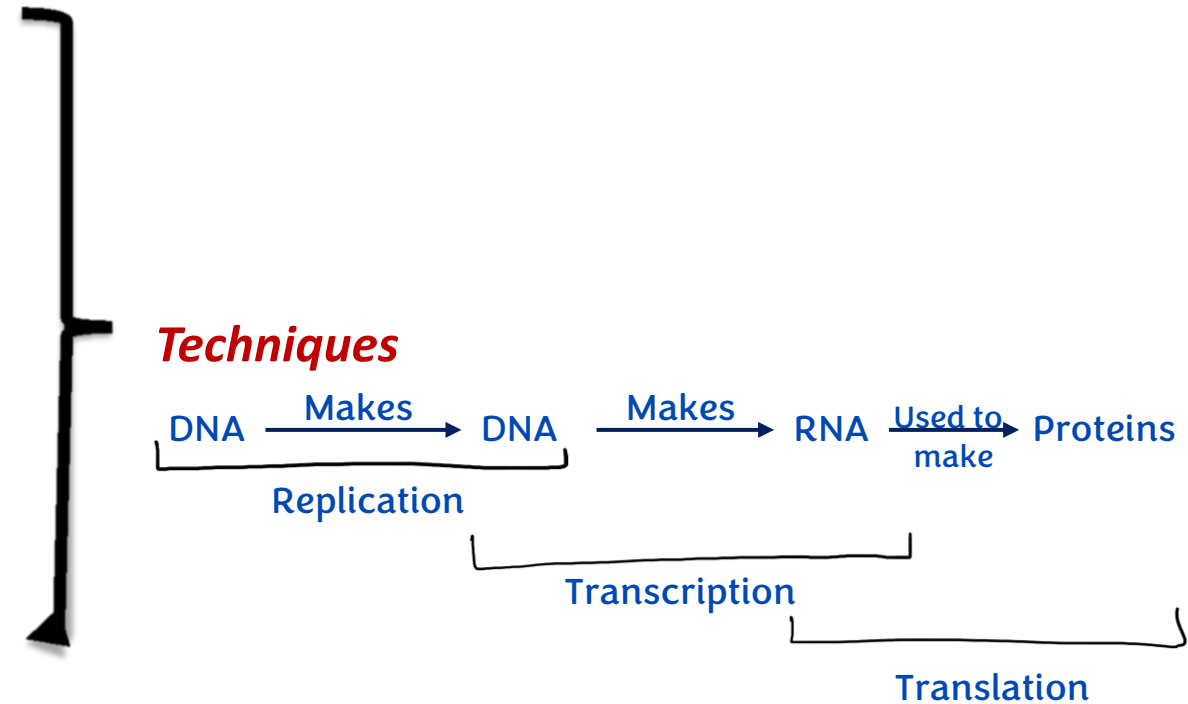 Techniques
DNA Makes DNA Makes RNA Used to make Proteins
Replication
Transcription
Translation